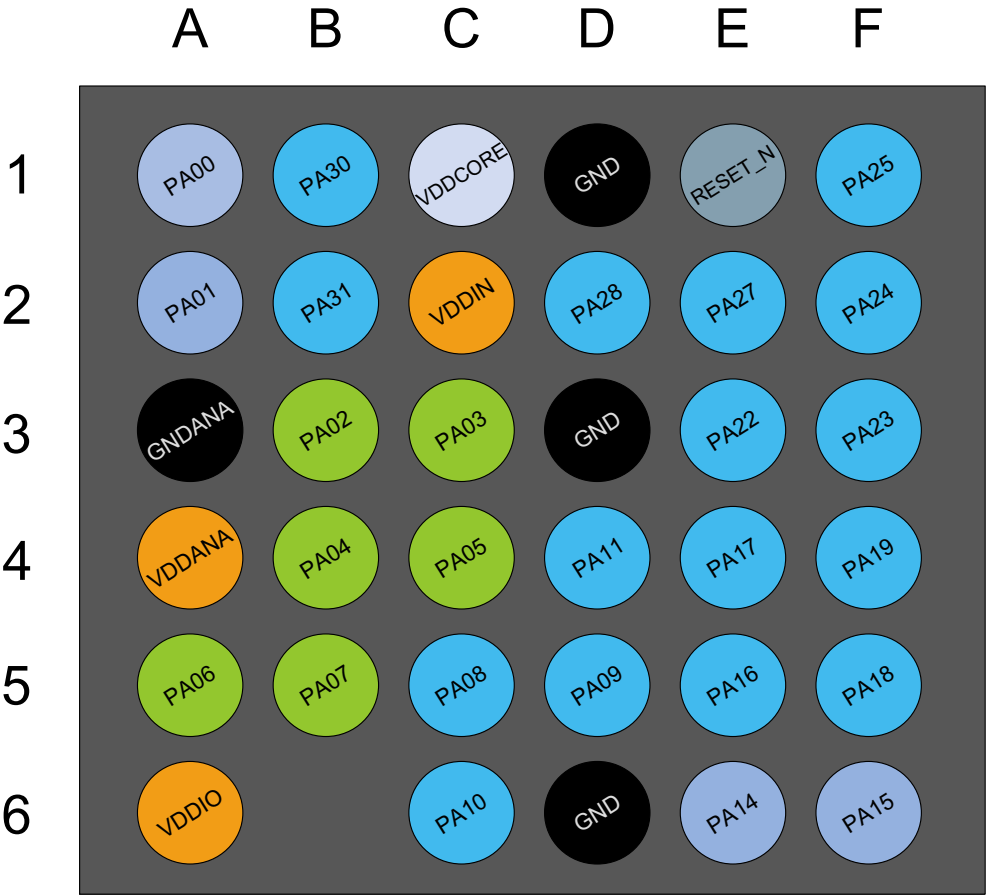 A B C D E F
1 PA00 PA30 VDDCORE GND RESET_N PA25
2 PA01 PA31 VDDIN PA28 PA27 PA24
3 GNDANA PA02 PA03 GND PA22 PA23
4 VDDANA PA04 PA05 PA11 PA17 PA19
5 PA06 PA07 PA08 PA09 PA16 PA18
6 VDDIO PA10 GND PA14 PA15